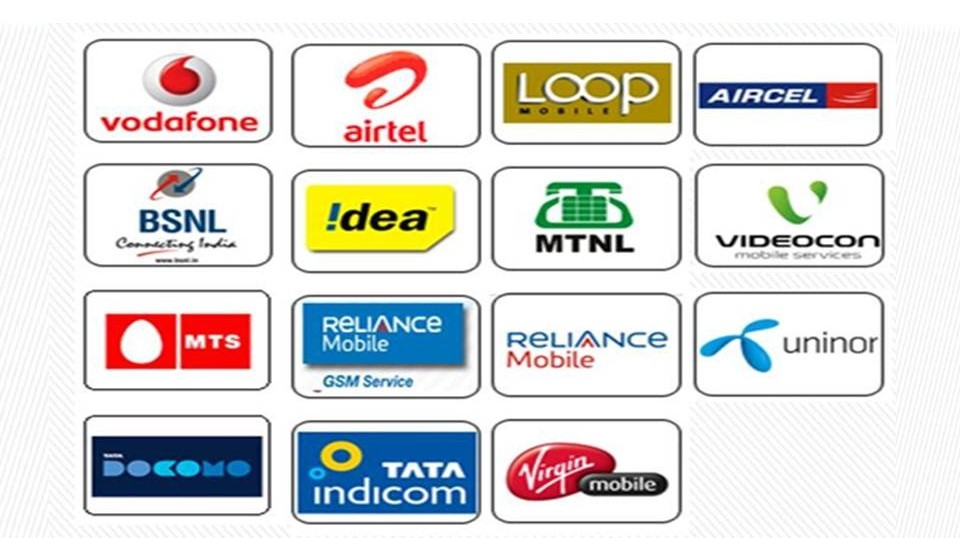 vodafone
airtel
LOOP
MOBILE
AIRCEL
BSNL
Connecting India
www.bsnl.in
!dea™
MTNL
VIDEOCON
mobile services
MTS
RELIANCE
Mobile
GSM Service
RELIANCE
Mobile
uninor
TATA
DOCOMO
TATA
indicom
Virgin
mobile